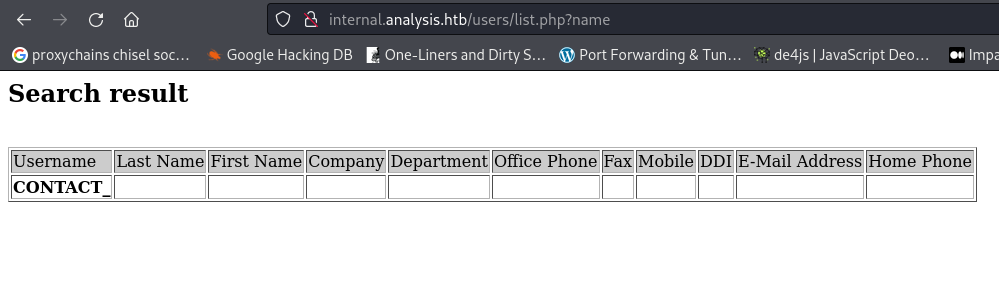 internal.analysis.htb/users/list.php?name
proxychains chisel soc... Google Hacking DB One-Liners and Dirty S... Port Forwarding & Tun... de4js | JavaScript Deo... Impa
Search result
Username Last Name First Name Company Department Office Phone Fax Mobile DDI E-Mail Address Home Phone
CONTACT_